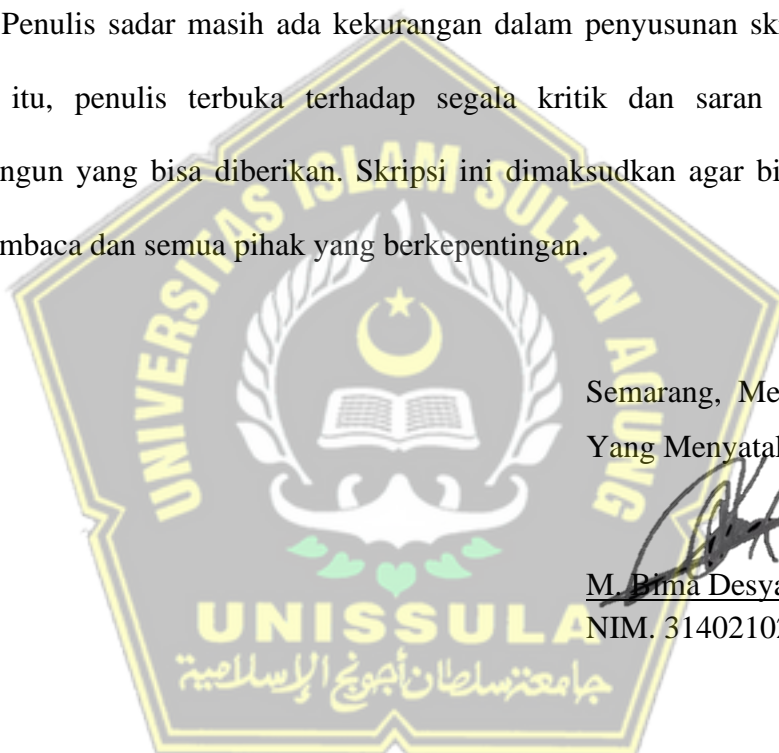 Penulis sadar masih ada kekurangan dalam penyusunan sk
itu, penulis terbuka terhadap segala kritik dan saran
ngun yang bisa diberikan. Skripsi ini dimaksudkan agar bi
mbaca dan semua pihak yang berkepentingan.
UNIVERSITAS ISLAM SULTAN AGUNG
Semarang, Me
Yang Menyata
M. Bima Desya
NIM. 31402102
UNISSULA
جامعة سلطان أجونج الإسلامية